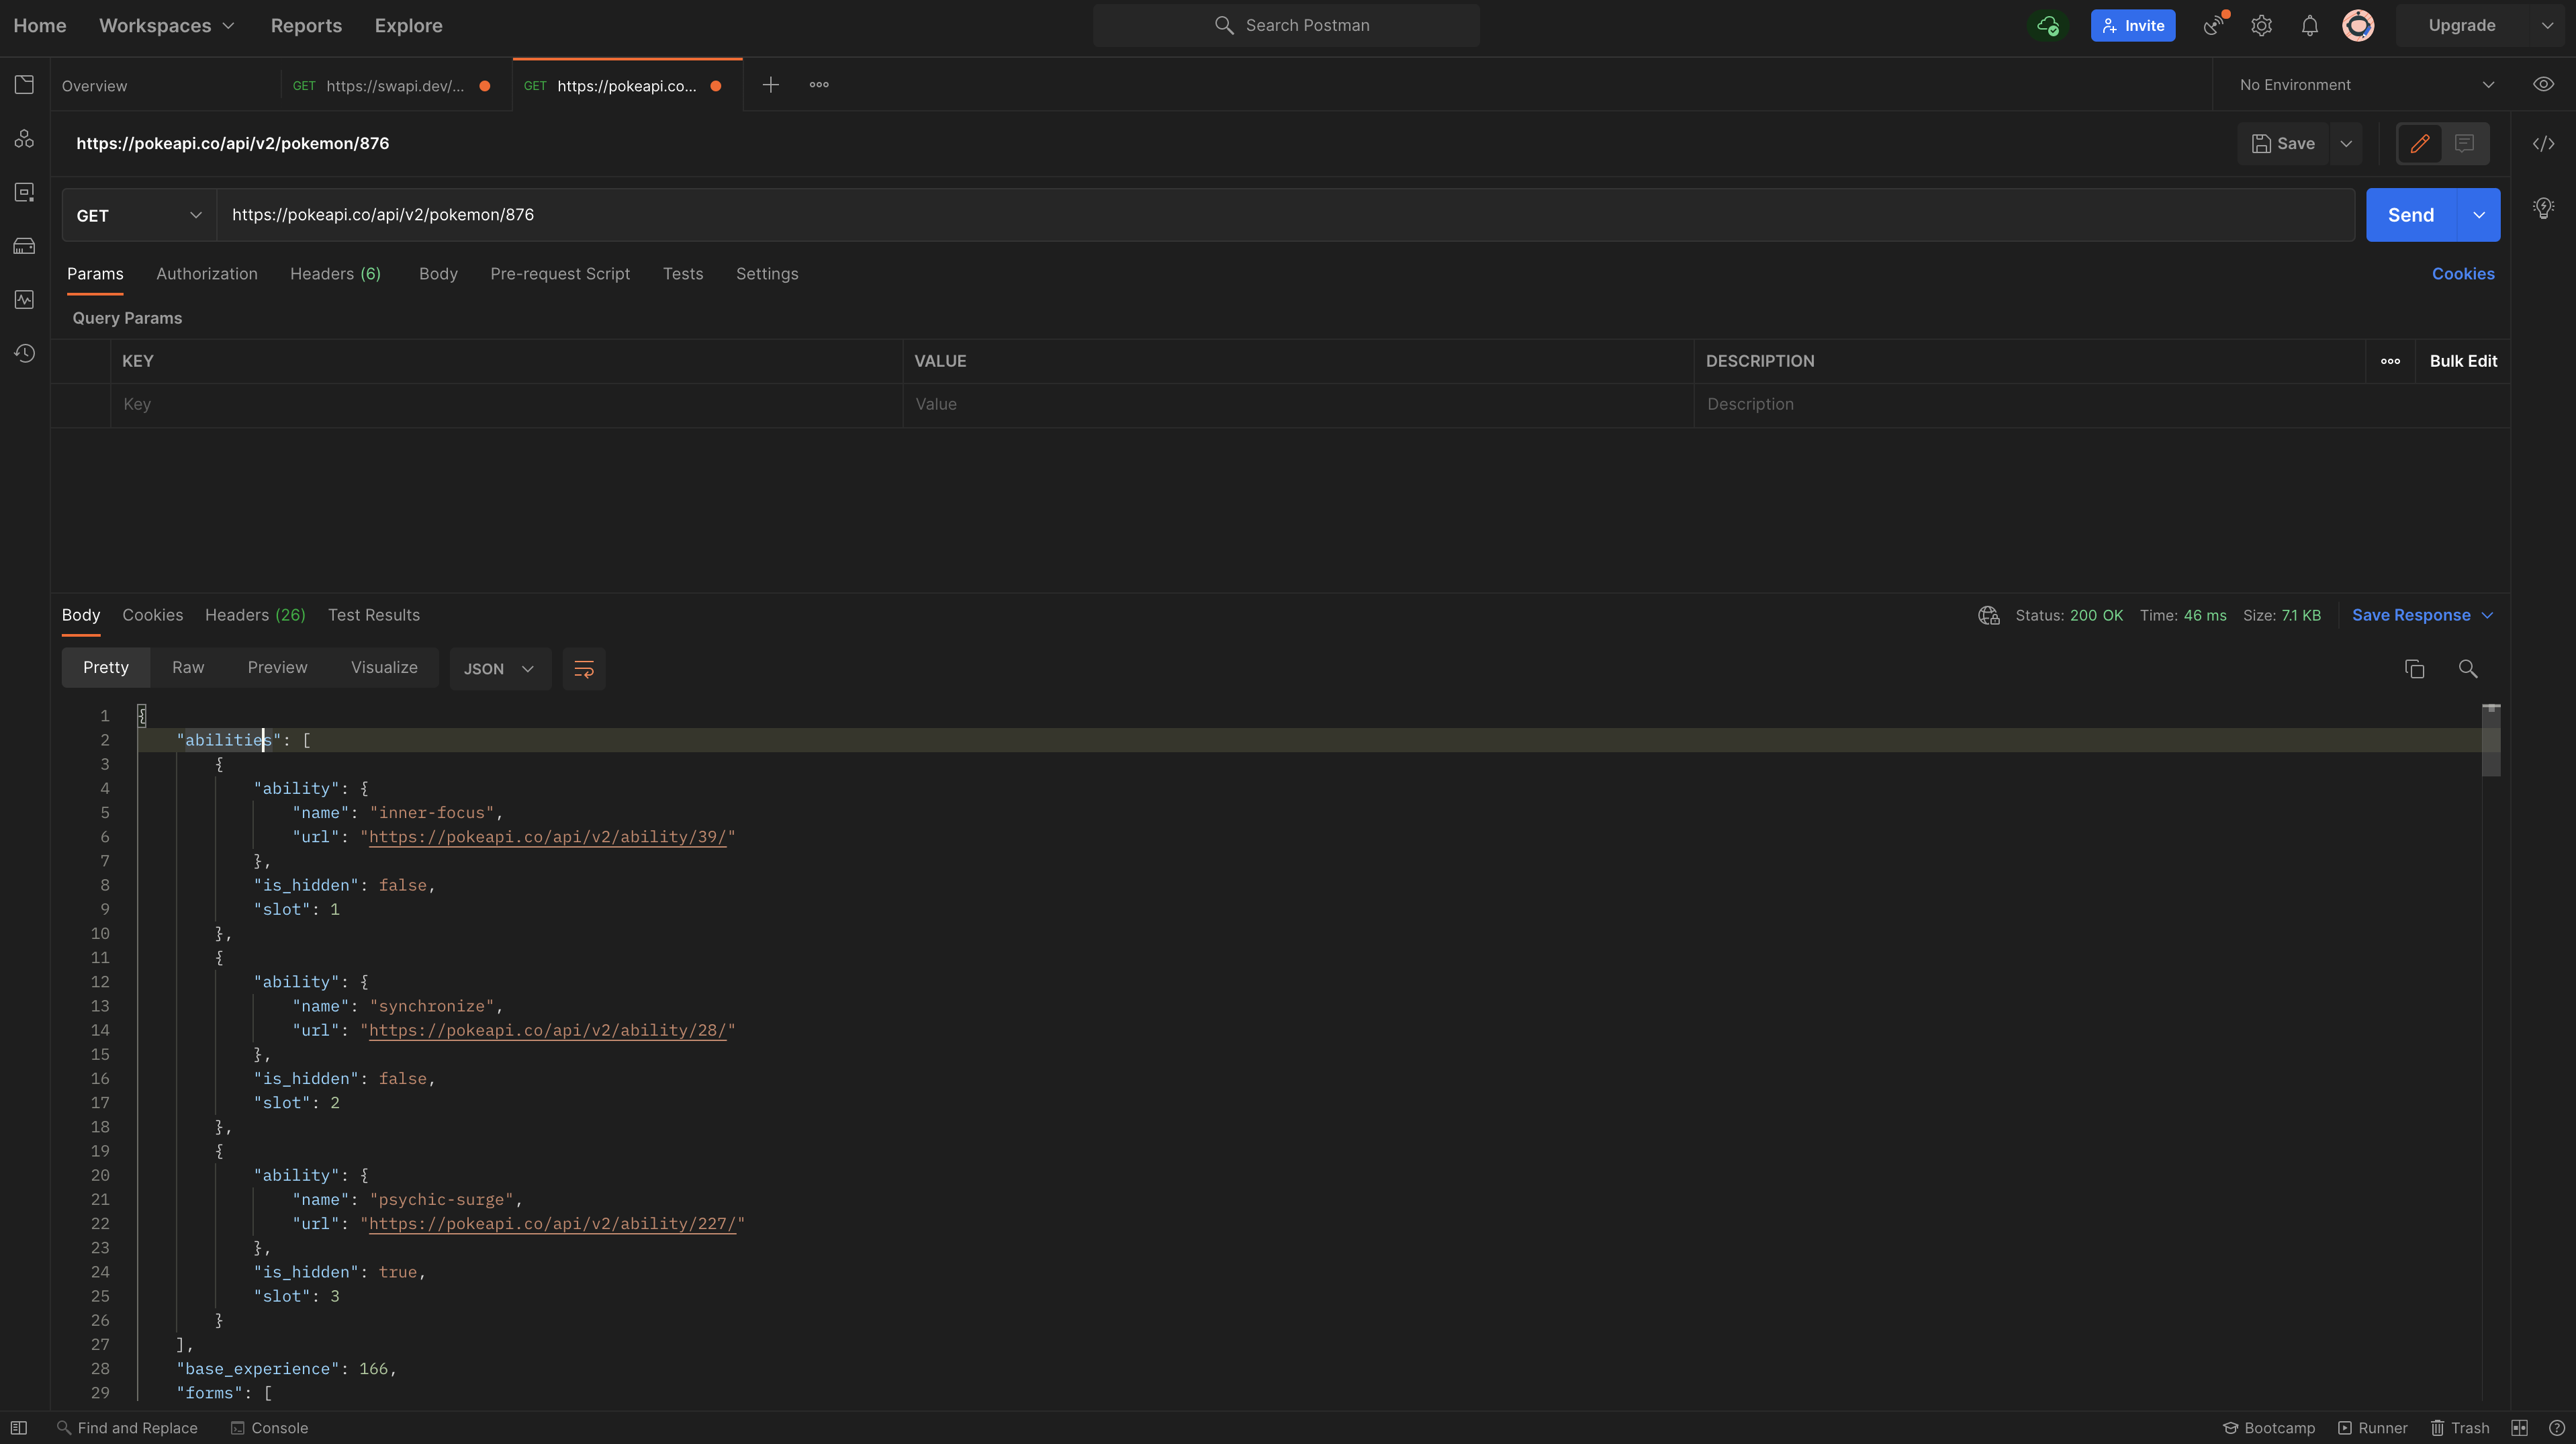 Home Workspaces Reports Explore Search Postman Invite Upgrade
Overview GET https://swapi.dev/... GET https://pokeapi.co... No Environment
https://pokeapi.co/api/v2/pokemon/876 Save
GET https://pokeapi.co/api/v2/pokemon/876 Send
Params Authorization Headers (6) Body Pre-request Script Tests Settings Cookies
Query Params
KEY VALUE DESCRIPTION Bulk Edit
Key Value Description
Body Cookies Headers (26) Test Results Status: 200 OK Time: 46 ms Size: 7.1 KB Save Response
Pretty Raw Preview Visualize JSON
1 {
2 "abilities": [
3 {
4 "ability": {
5 "name": "inner-focus",
6 "url": "https://pokeapi.co/api/v2/ability/39/"
7 },
8 "is_hidden": false,
9 "slot": 1
10 },
11 {
12 "ability": {
13 "name": "synchronize",
14 "url": "https://pokeapi.co/api/v2/ability/28/"
15 },
16 "is_hidden": false,
17 "slot": 2
18 },
19 {
20 "ability": {
21 "name": "psychic-surge",
22 "url": "https://pokeapi.co/api/v2/ability/227/"
23 },
24 "is_hidden": true,
25 "slot": 3
26 }
27 ],
28 "base_experience": 166,
29 "forms": [
Find and Replace Console Bootcamp Runner Trash